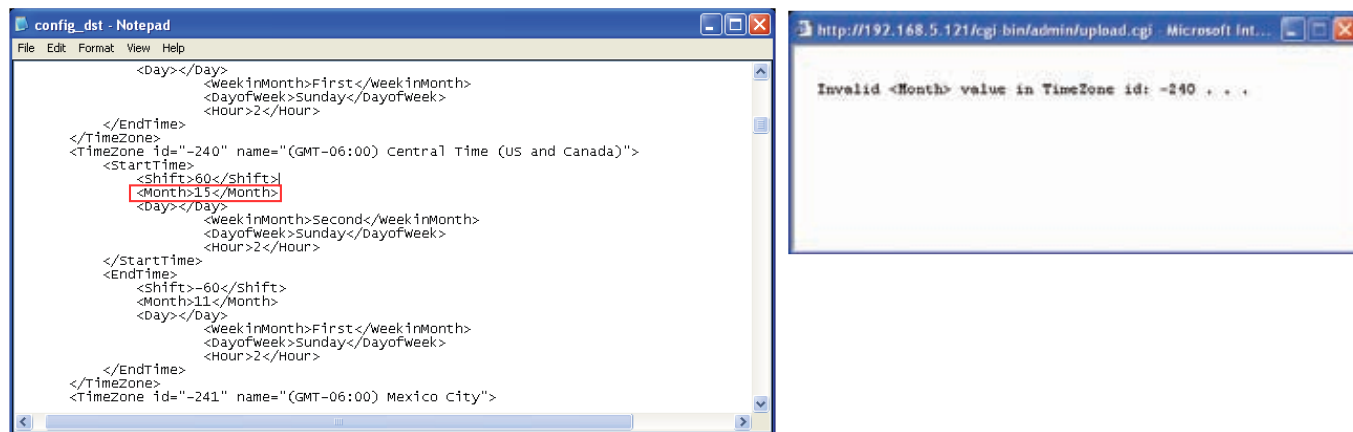 config_dst - Notepad
File Edit Format View Help
<Day></Day>
<WeekinMonth>First</WeekinMonth>
<DayofWeek>Sunday</DayofWeek>
<Hour>2</Hour>
</EndTime>
</TimeZone>
<TimeZone id="-240" name="(GMT-06:00) Central Time (US and Canada)">
<StartTime>
<Shift>60</Shift>
<Month>15</Month>
<Day></Day>
<WeekinMonth>Second</WeekinMonth>
<DayofWeek>Sunday</DayofWeek>
<Hour>2</Hour>
</StartTime>
<EndTime>
<Shift>-60</Shift>
<Month>11</Month>
<Day></Day>
<WeekinMonth>First</WeekinMonth>
<DayofWeek>Sunday</DayofWeek>
<Hour>2</Hour>
</EndTime>
</TimeZone>
<TimeZone id="-241" name="(GMT-06:00) Mexico City">
http://192.168.5.121/cgi-bin/admin/upload.cgi - Microsoft Int...
Invalid <Month> value in TimeZone id: -240 . . .